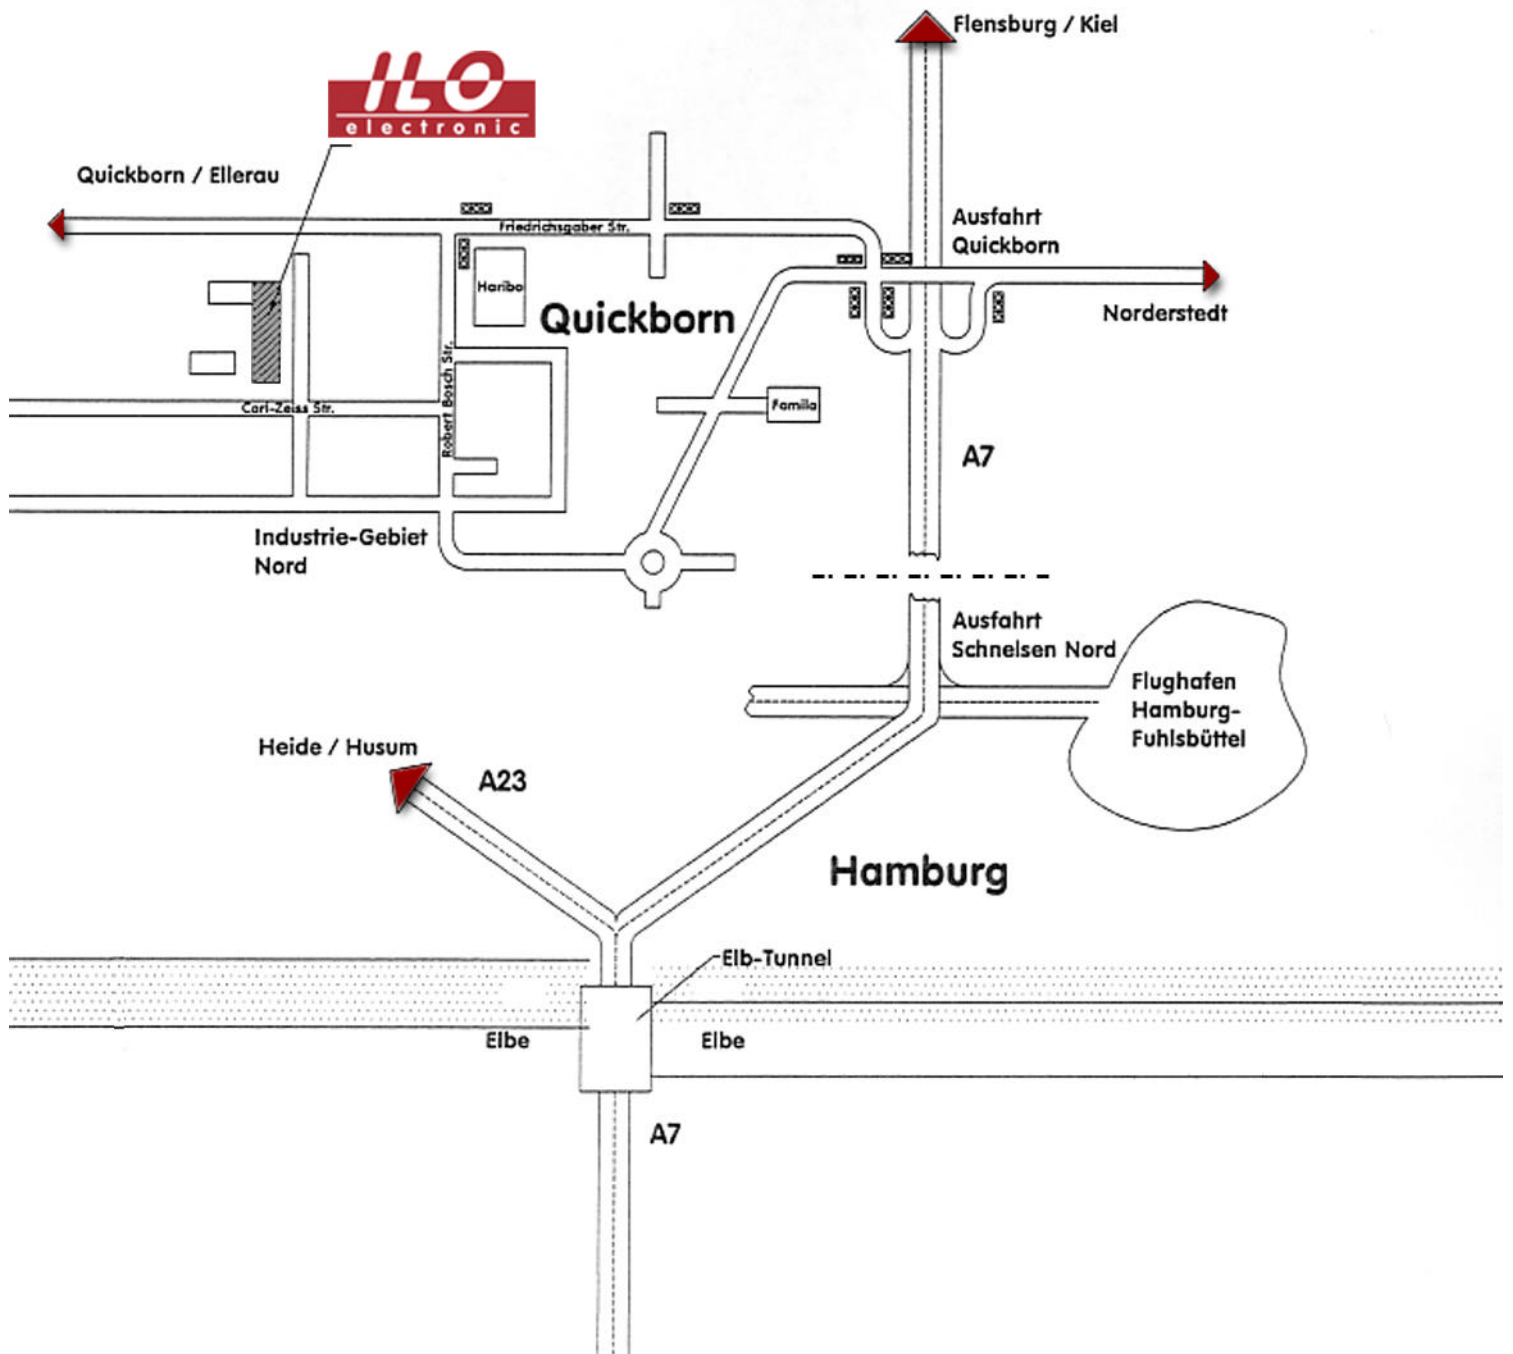 Flensburg / Kiel
ILO
electronic
Quickborn / Ellerau
Ausfahrt
Quickborn
Friedrichsgaber Str.
Haribo
Quickborn
Norderstedt
Robert Bosch Str.
Carl-Zeiss Str.
Famila
A7
Industrie-Gebiet
Nord
Ausfahrt
Schnelsen Nord
Flughafen
Hamburg-
Fuhlsbüttel
Heide / Husum
A23
Hamburg
Elb-Tunnel
Elbe
Elbe
A7